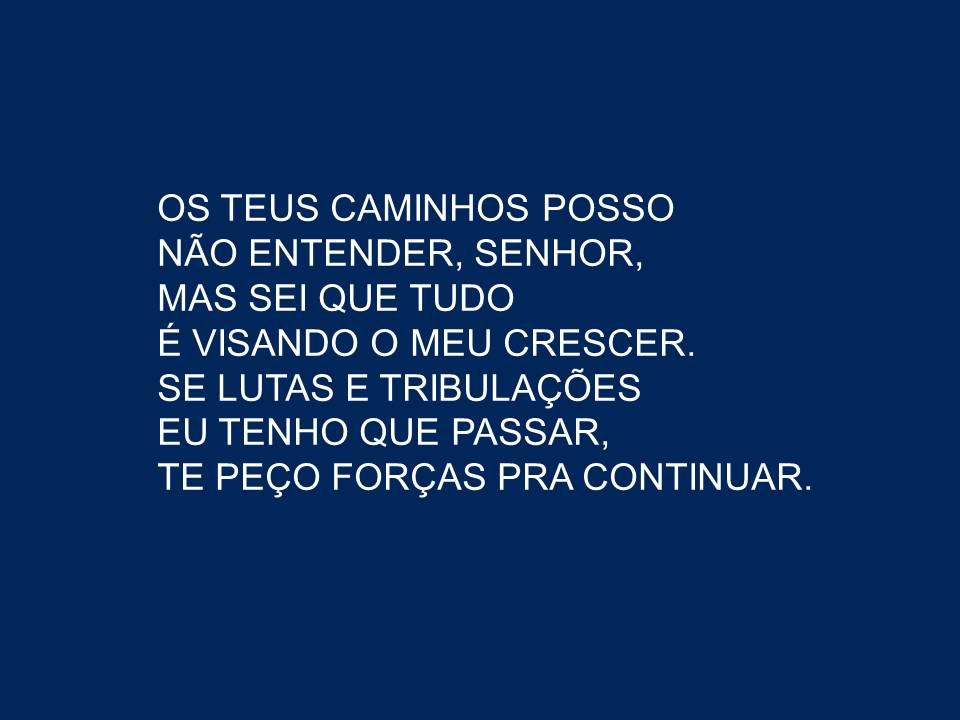 OS TEUS CAMINHOS POSSO
NÃO ENTENDER, SENHOR,
MAS SEI QUE TUDO
É VISANDO O MEU CRESCER.
SE LUTAS E TRIBULAÇÕES
EU TENHO QUE PASSAR,
TE PEÇO FORÇAS PRA CONTINUAR.